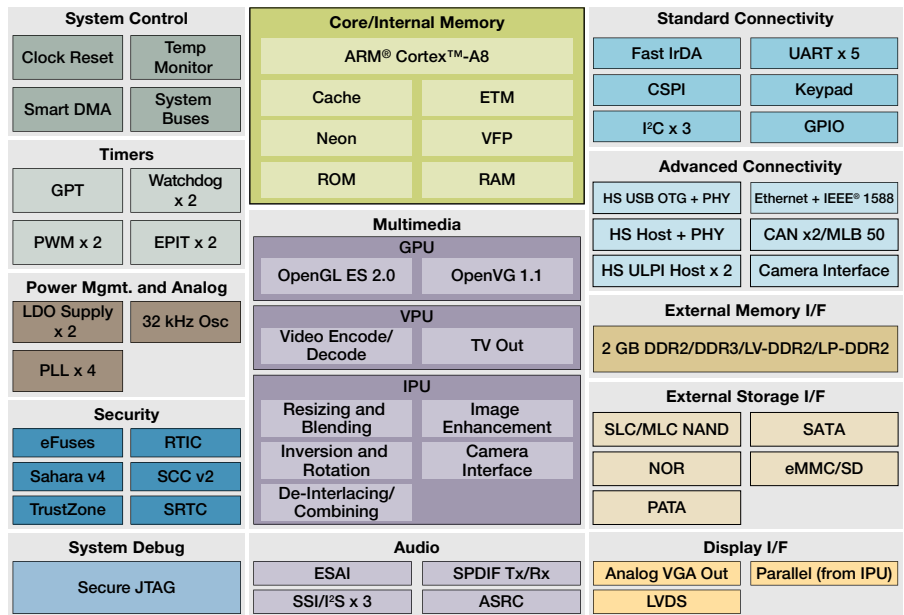 System Control
Clock Reset
Temp
Monitor
Smart DMA
System
Buses
Timers
GPT
Watchdog
x 2
PWM x 2
EPIT x 2
Power Mgmt. and Analog
LDO Supply
x 2
32 kHz Osc
PLL x 4
Security
eFuses
RTIC
Sahara v4
SCC v2
TrustZone
SRTC
System Debug
Secure JTAG
Core/Internal Memory
ARM® Cortex™-A8
Cache
ETM
Neon
VFP
ROM
RAM
Multimedia
GPU
OpenGL ES 2.0
OpenVG 1.1
VPU
Video Encode/
Decode
TV Out
IPU
Resizing and
Blending
Image
Enhancement
Inversion and
Rotation
Camera
Interface
De-Interlacing/
Combining
Audio
ESAI
SPDIF Tx/Rx
SSI/I²S x 3
ASRC
Standard Connectivity
Fast IrDA
UART x 5
CSPI
Keypad
I²C x 3
GPIO
Advanced Connectivity
HS USB OTG + PHY
Ethernet + IEEE® 1588
HS Host + PHY
CAN x2/MLB 50
HS ULPI Host x 2
Camera Interface
External Memory I/F
2 GB DDR2/DDR3/LV-DDR2/LP-DDR2
External Storage I/F
SLC/MLC NAND
SATA
NOR
eMMC/SD
PATA
Display I/F
Analog VGA Out
Parallel (from IPU)
LVDS